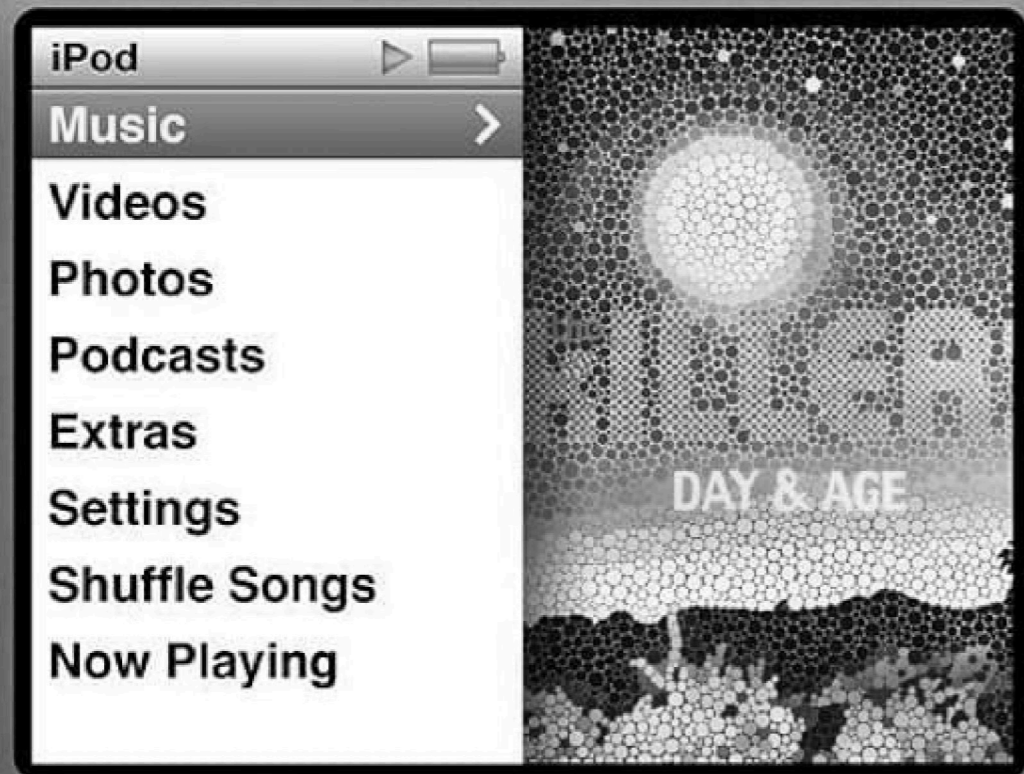 iPod
Music
Videos
Photos
Podcasts
Extras
Settings
Shuffle Songs
Now Playing
DAY & AGE